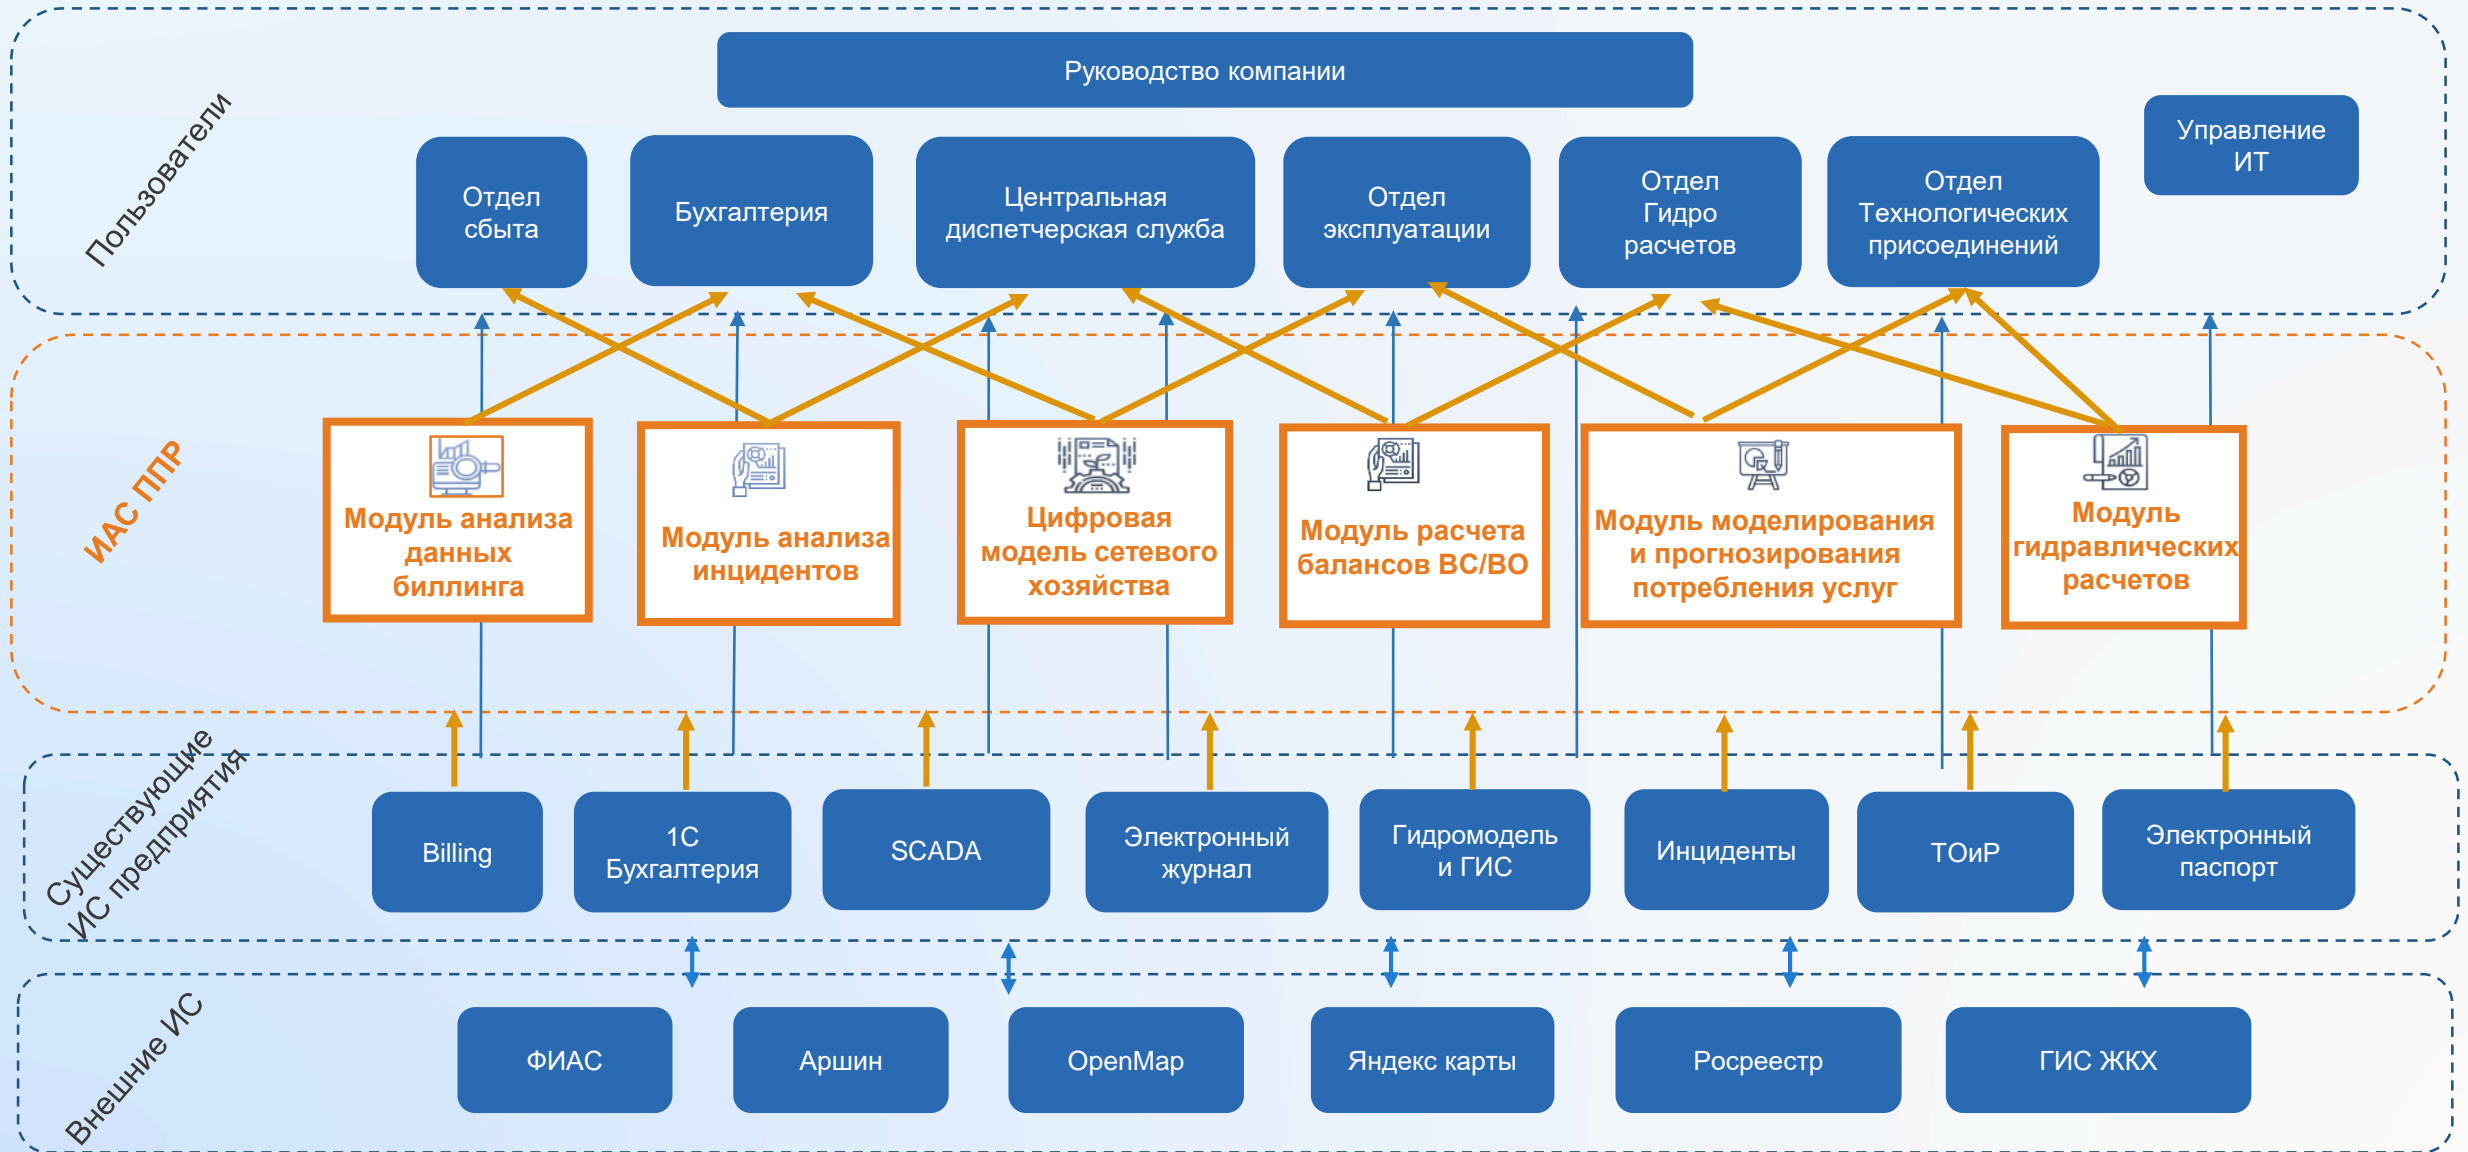 Пользователи
Руководство компании
Управление
ИТ
Отдел
сбыта
Бухгалтерия
Центральная
диспетчерская служба
Отдел
эксплуатации
Отдел
Гидро
расчетов
Отдел
Технологических
присоединений
ИАС ППР
Модуль анализа
данных
биллинга
Модуль анализа
инцидентов
Цифровая
модель сетевого
хозяйства
Модуль расчета
балансов ВС/ВО
Модуль моделирования
и прогнозирования
потребления услуг
Модуль
гидравлических
расчетов
Существующие
ИС предприятия
Billing
1С
Бухгалтерия
SCADA
Электронный
журнал
Гидромодель
и ГИС
Инциденты
ТОиР
Электронный
паспорт
Внешние ИС
ФИАС
Аршин
OpenMap
Яндекс карты
Росреестр
ГИС ЖКХ